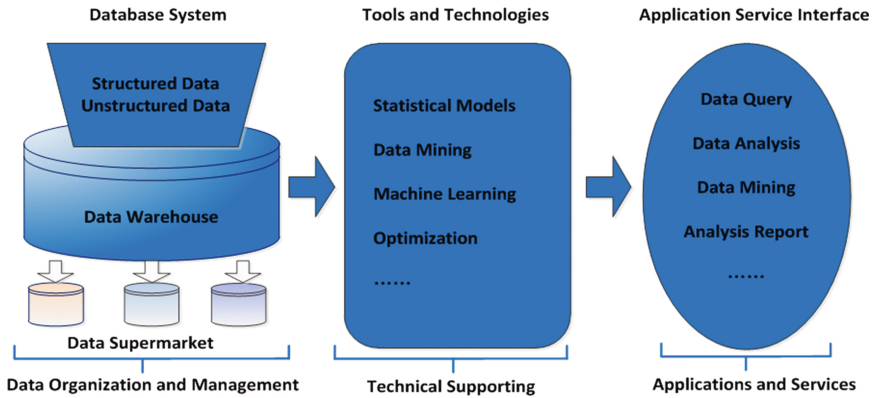 Database System
Structured Data
Unstructured Data
Data Warehouse
Data Supermarket
Data Organization and Management
Tools and Technologies
Statistical Models
Data Mining
Machine Learning
Optimization
……
Technical Supporting
Application Service Interface
Data Query
Data Analysis
Data Mining
Analysis Report
……
Applications and Services